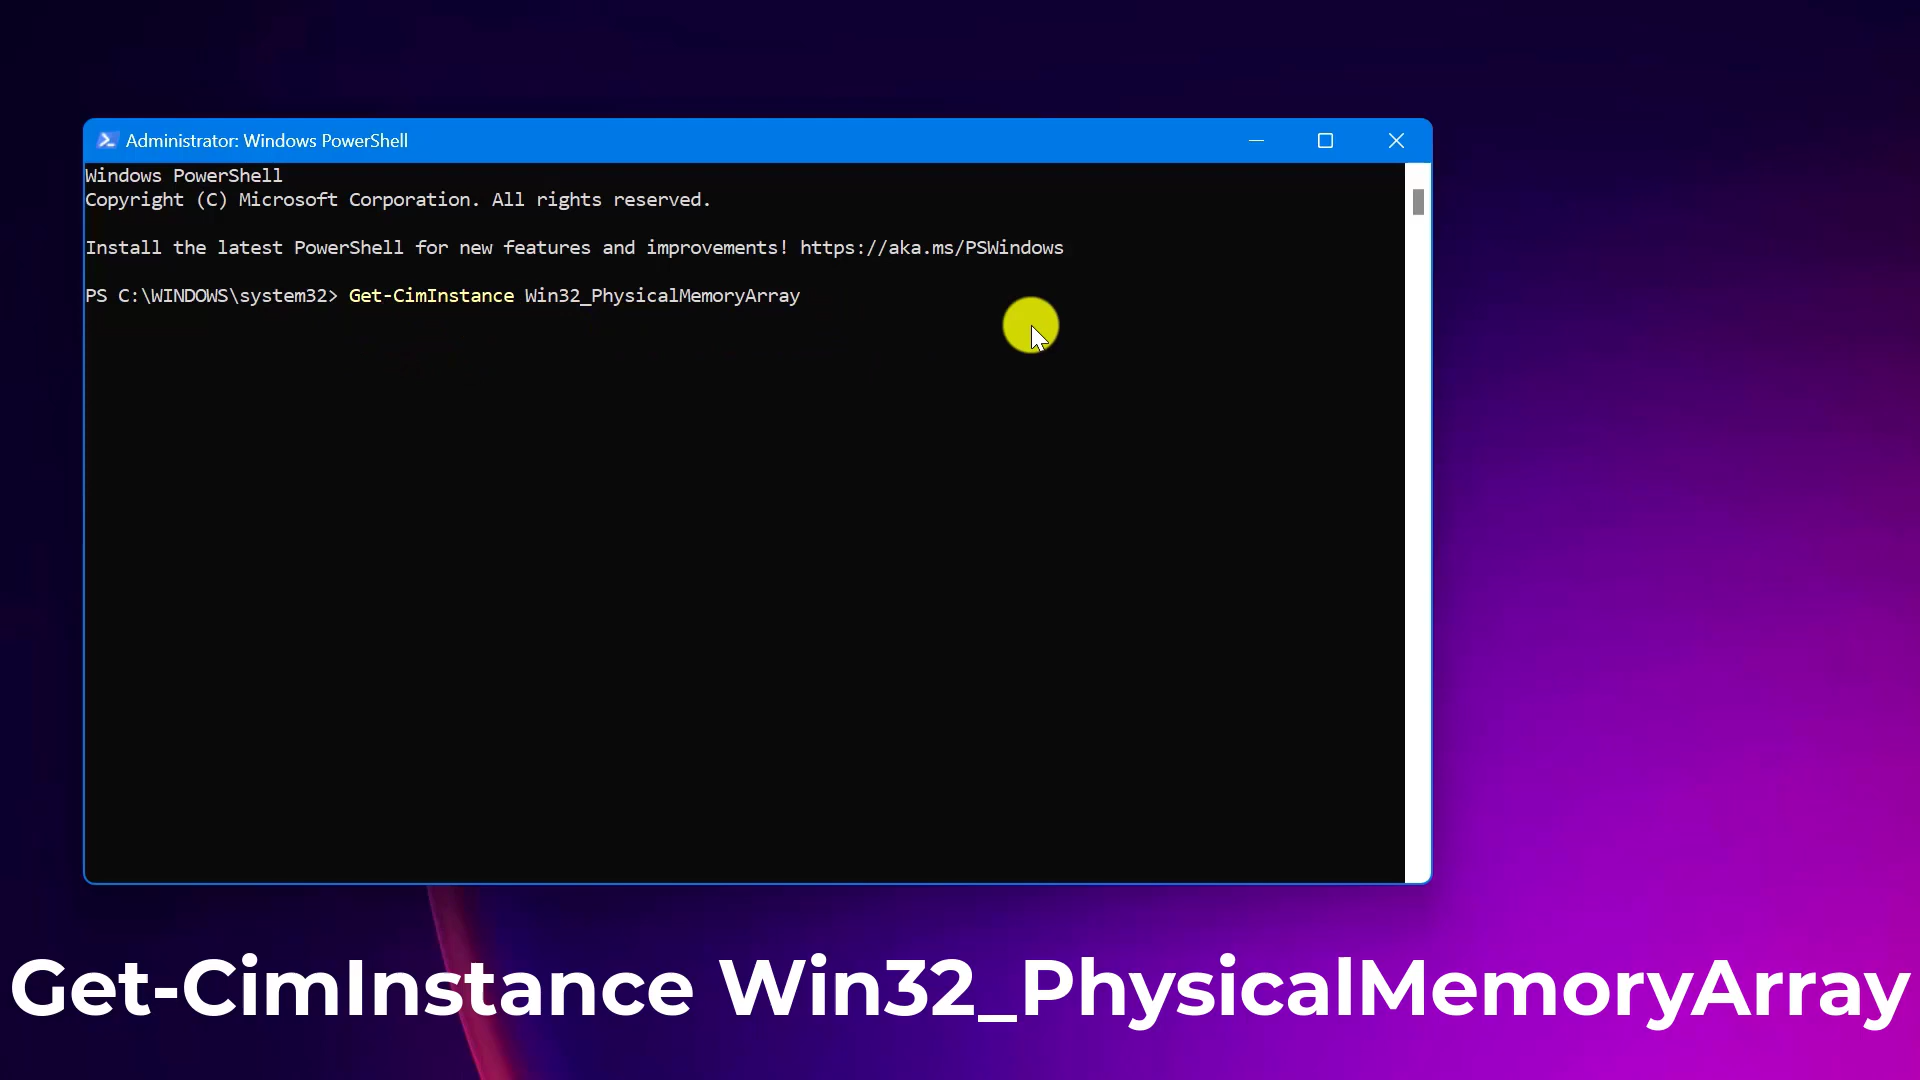 Administrator: Windows PowerShell
Windows PowerShell
Copyright (C) Microsoft Corporation. All rights reserved.
Install the latest PowerShell for new features and improvements! https://aka.ms/PSWindows
PS C:\WINDOWS\system32> Get-CimInstance Win32_PhysicalMemoryArray
Get-CimInstance Win32_PhysicalMemoryArray